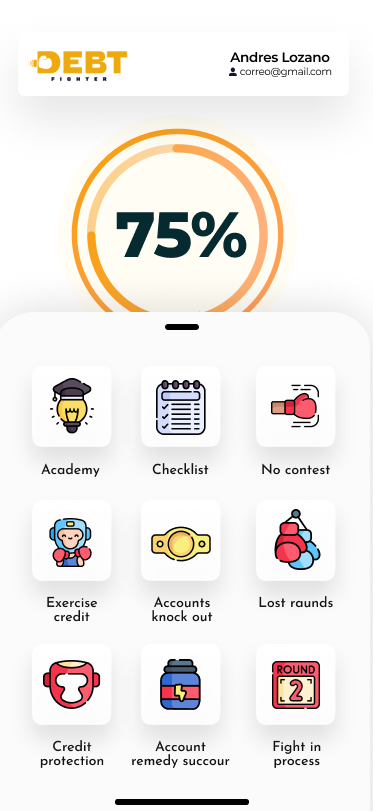 DEBT
FIGHTER
Andres Lozano
correo@gmail.com
75%
Academy
Checklist
No contest
Exercise
credit
Accounts
knock out
Lost raunds
ROUND
2
Credit
protection
Account
remedy succour
Fight in
process